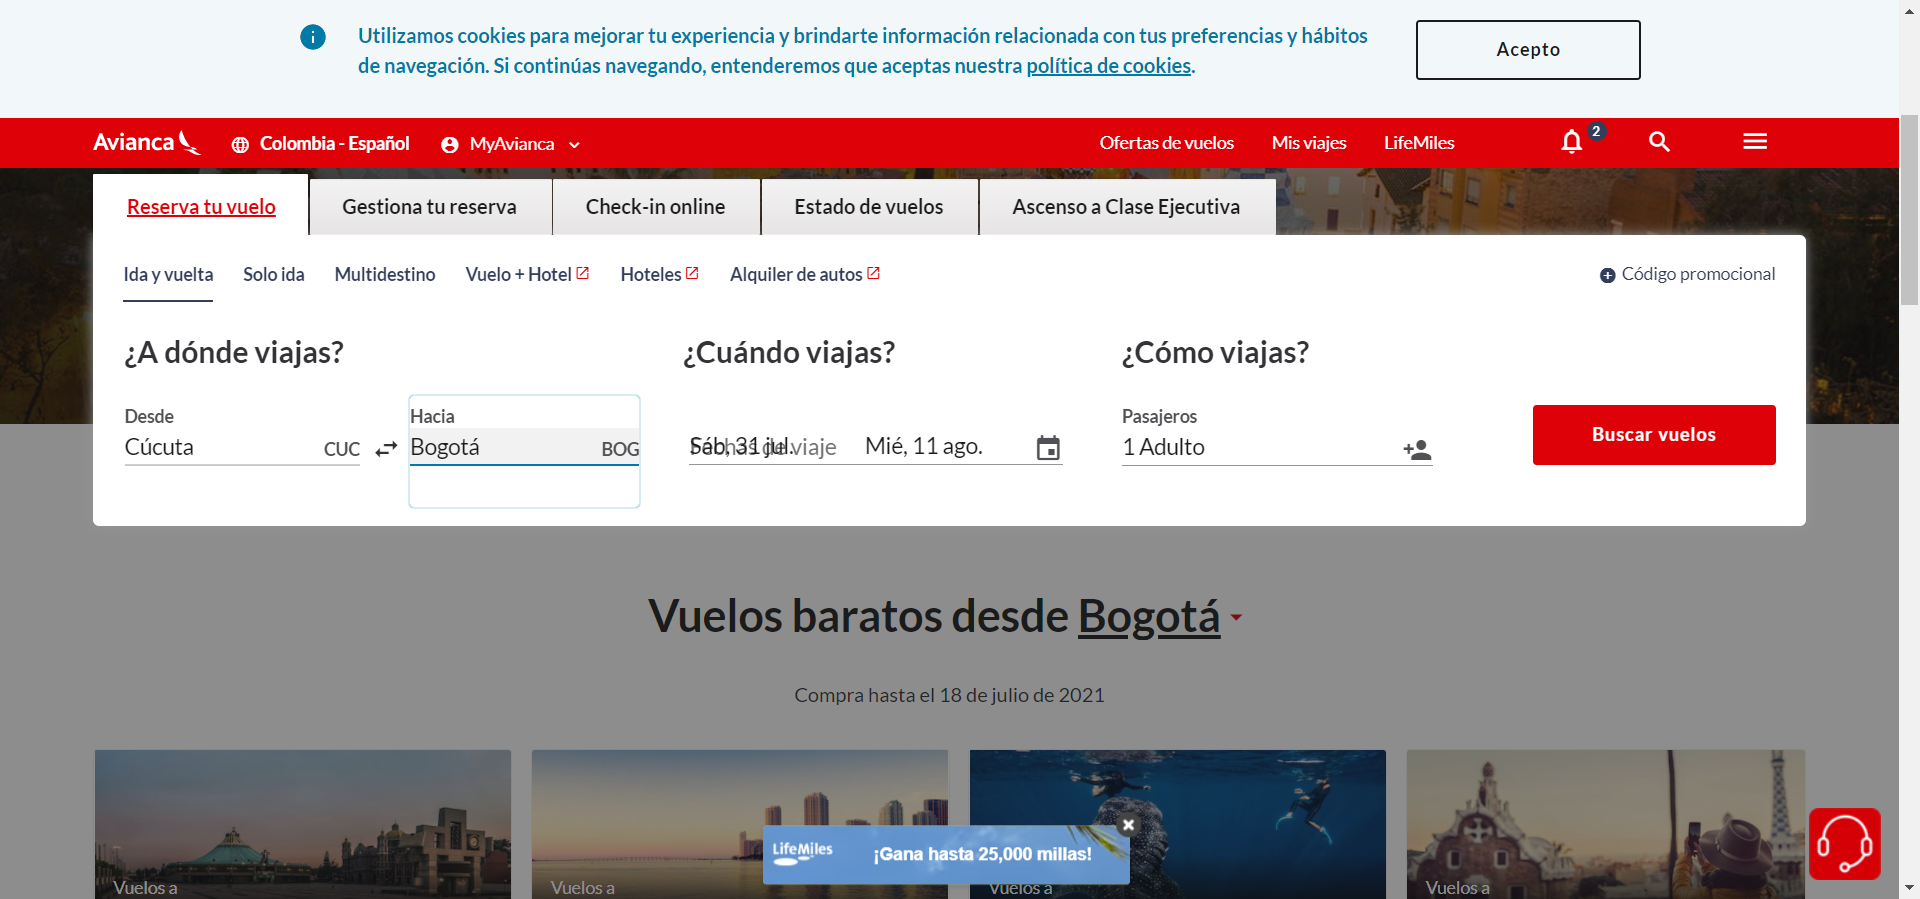 Utilizamos cookies para mejorar tu experiencia y brindarte información relacionada con tus preferencias y hábitos
de navegación. Si continúas navegando, entenderemos que aceptas nuestra política de cookies.
Acepto
Avianca
Colombia - Español
MyAvianca
Ofertas de vuelos
Mis viajes
LifeMiles
2
Reserva tu vuelo
Gestiona tu reserva
Check-in online
Estado de vuelos
Ascenso a Clase Ejecutiva
Ida y vuelta
Solo ida
Multidestino
Vuelo + Hotel
Hoteles
Alquiler de autos
Código promocional
¿A dónde viajas?
¿Cuándo viajas?
¿Cómo viajas?
Desde
Cúcuta
CUC
Hacia
Bogotá
BOG
Fechas de viaje
Sáb, 31 jul.
Mié, 11 ago.
Pasajeros
1 Adulto
Buscar vuelos
Vuelos baratos desde Bogotá
Compra hasta el 18 de julio de 2021
Vuelos a
Vuelos a
Vuelos a
Vuelos a
LifeMiles
¡Gana hasta 25,000 millas!